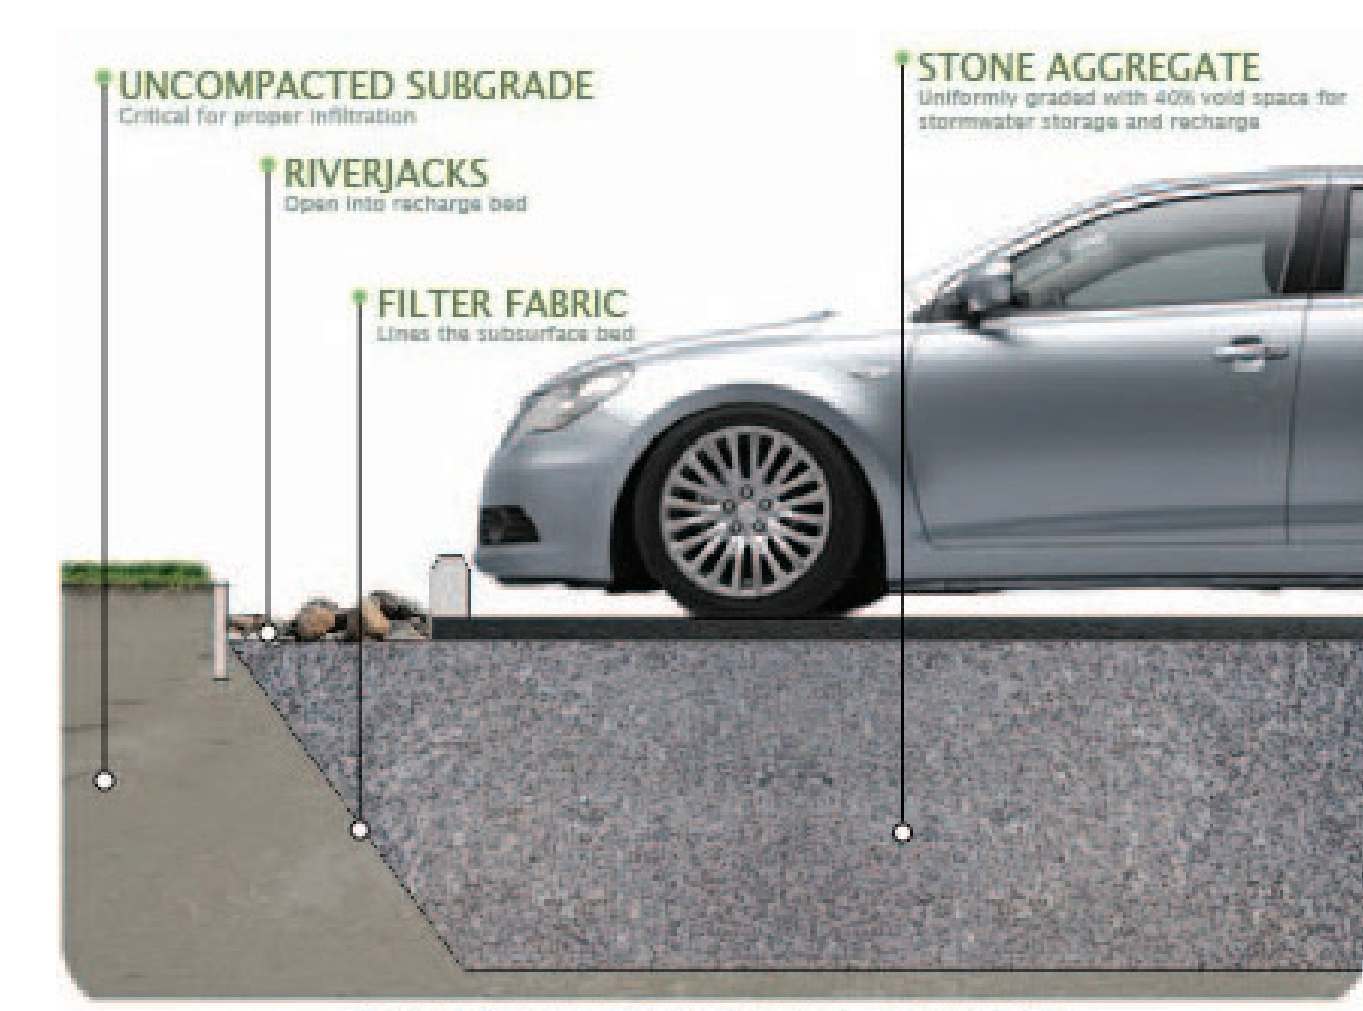 UNCOMPACTED SUBGRADE
Critical for proper infiltration
RIVERJACKS
Open into recharge bed
FILTER FABRIC
Lines the subsurface bed
STONE AGGREGATE
Uniformly graded with 40% void space for
stormwater storage and recharge